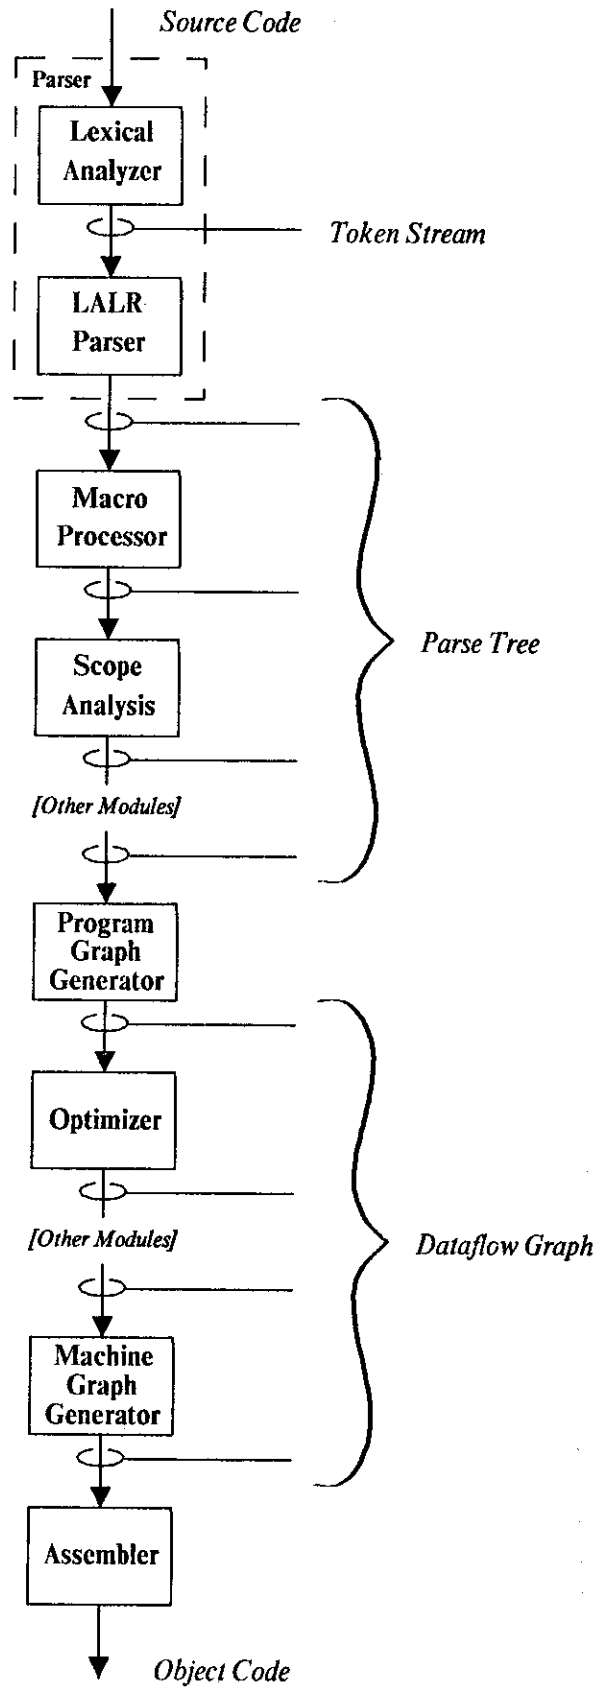 Source Code
Parser
Lexical
Analyzer
Token Stream
LALR
Parser
Macro
Processor
Scope
Analysis
Parse Tree
[Other Modules]
Program
Graph
Generator
Optimizer
[Other Modules]
Dataflow Graph
Machine
Graph
Generator
Assembler
Object Code